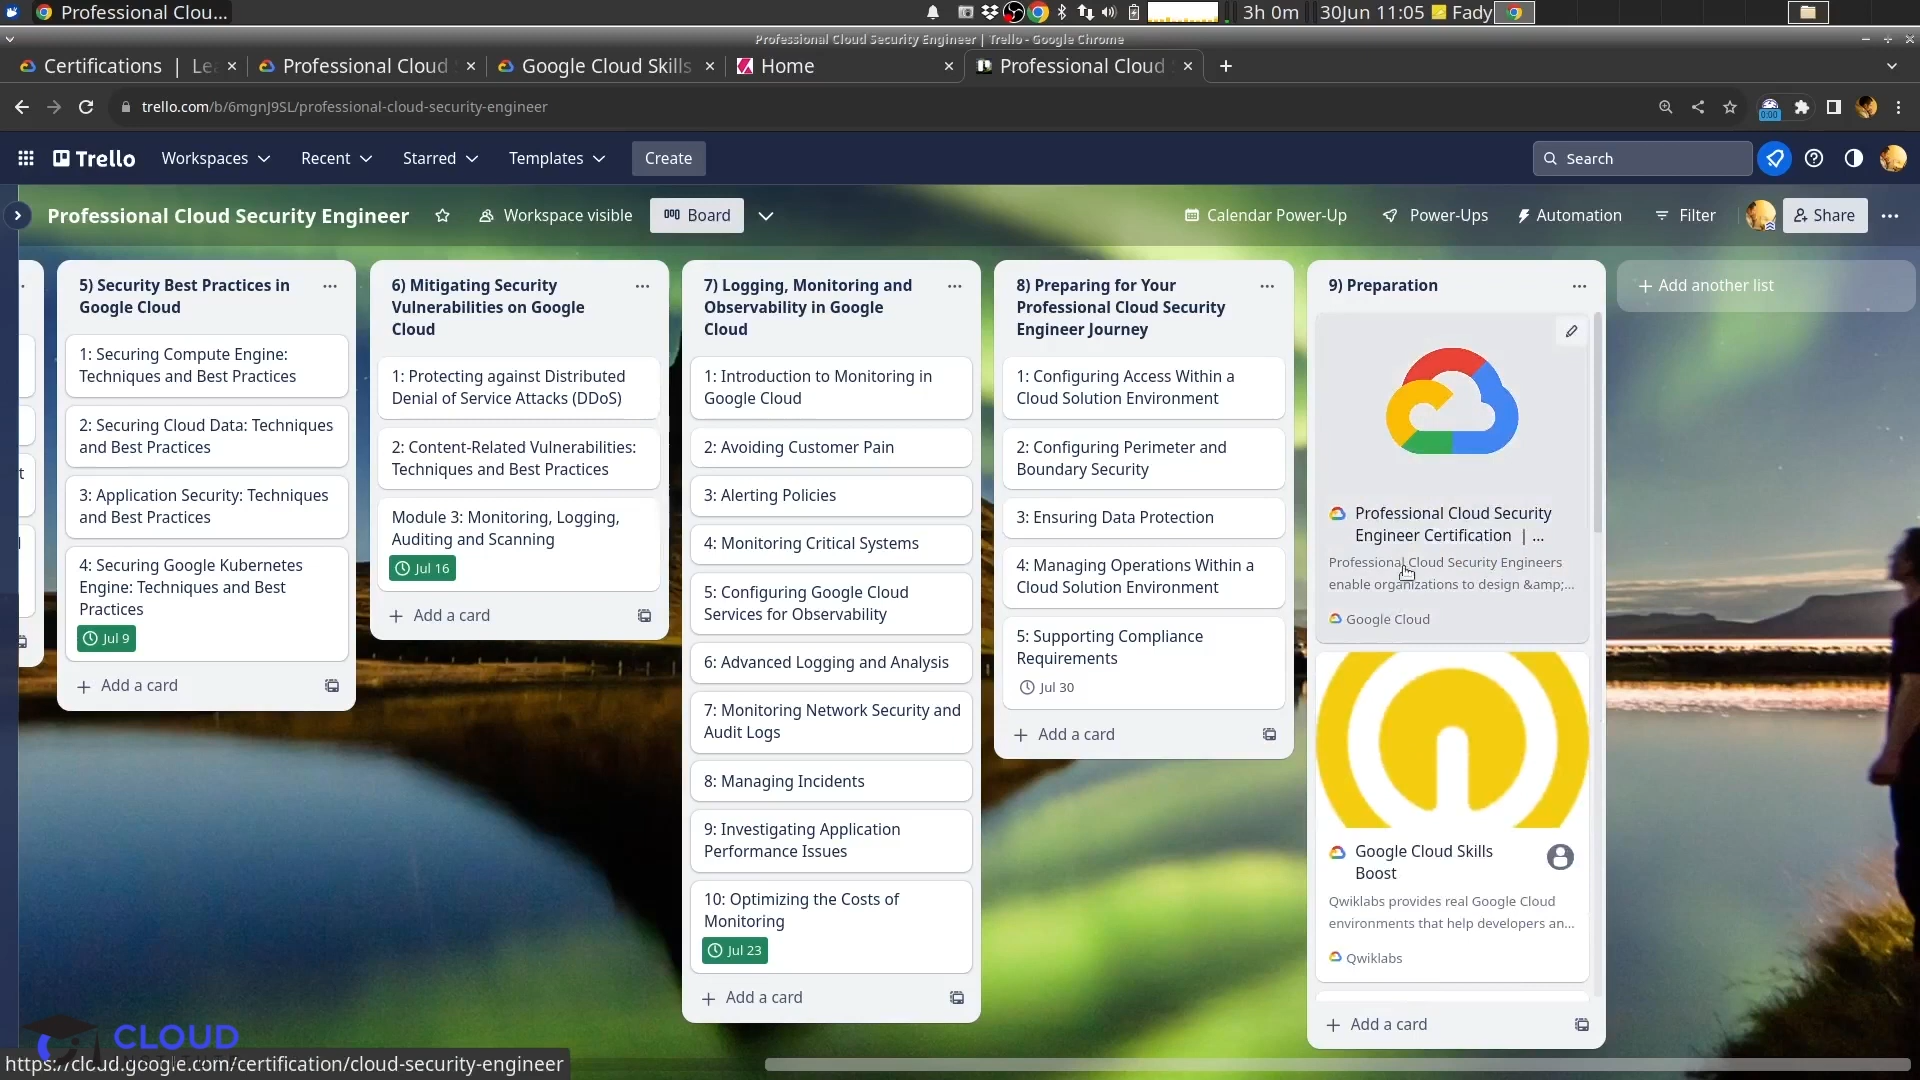 Professional Clou...
3h 0m
30Jun 11:05
Fady
Professional Cloud Security Engineer | Trello - Google Chrome
Certifications | Le
Professional Cloud
Google Cloud Skills
Home
Professional Cloud
trello.com/b/6mgnJ9SL/professional-cloud-security-engineer
0:00
Trello
Workspaces
Recent
Starred
Templates
Create
Search
Professional Cloud Security Engineer
Workspace visible
Board
Calendar Power-Up
Power-Ups
Automation
Filter
Share
5) Security Best Practices in
Google Cloud
1: Securing Compute Engine:
Techniques and Best Practices
2: Securing Cloud Data: Techniques
and Best Practices
3: Application Security: Techniques
and Best Practices
4: Securing Google Kubernetes
Engine: Techniques and Best
Practices
Jul 9
+ Add a card
6) Mitigating Security
Vulnerabilities on Google
Cloud
1: Protecting against Distributed
Denial of Service Attacks (DDoS)
2: Content-Related Vulnerabilities:
Techniques and Best Practices
Module 3: Monitoring, Logging,
Auditing and Scanning
Jul 16
+ Add a card
7) Logging, Monitoring and
Observability in Google
Cloud
1: Introduction to Monitoring in
Google Cloud
2: Avoiding Customer Pain
3: Alerting Policies
4: Monitoring Critical Systems
5: Configuring Google Cloud
Services for Observability
6: Advanced Logging and Analysis
7: Monitoring Network Security and
Audit Logs
8: Managing Incidents
9: Investigating Application
Performance Issues
10: Optimizing the Costs of
Monitoring
Jul 23
+ Add a card
8) Preparing for Your
Professional Cloud Security
Engineer Journey
1: Configuring Access Within a
Cloud Solution Environment
2: Configuring Perimeter and
Boundary Security
3: Ensuring Data Protection
4: Managing Operations Within a
Cloud Solution Environment
5: Supporting Compliance
Requirements
Jul 30
+ Add a card
9) Preparation
Professional Cloud Security
Engineer Certification | ...
Professional Cloud Security Engineers
enable organizations to design &amp;...
Google Cloud
Google Cloud Skills
Boost
Qwiklabs provides real Google Cloud
environments that help developers an...
Qwiklabs
+ Add a card
+ Add another list
CLOUD
https://cloud.google.com/certification/cloud-security-engineer